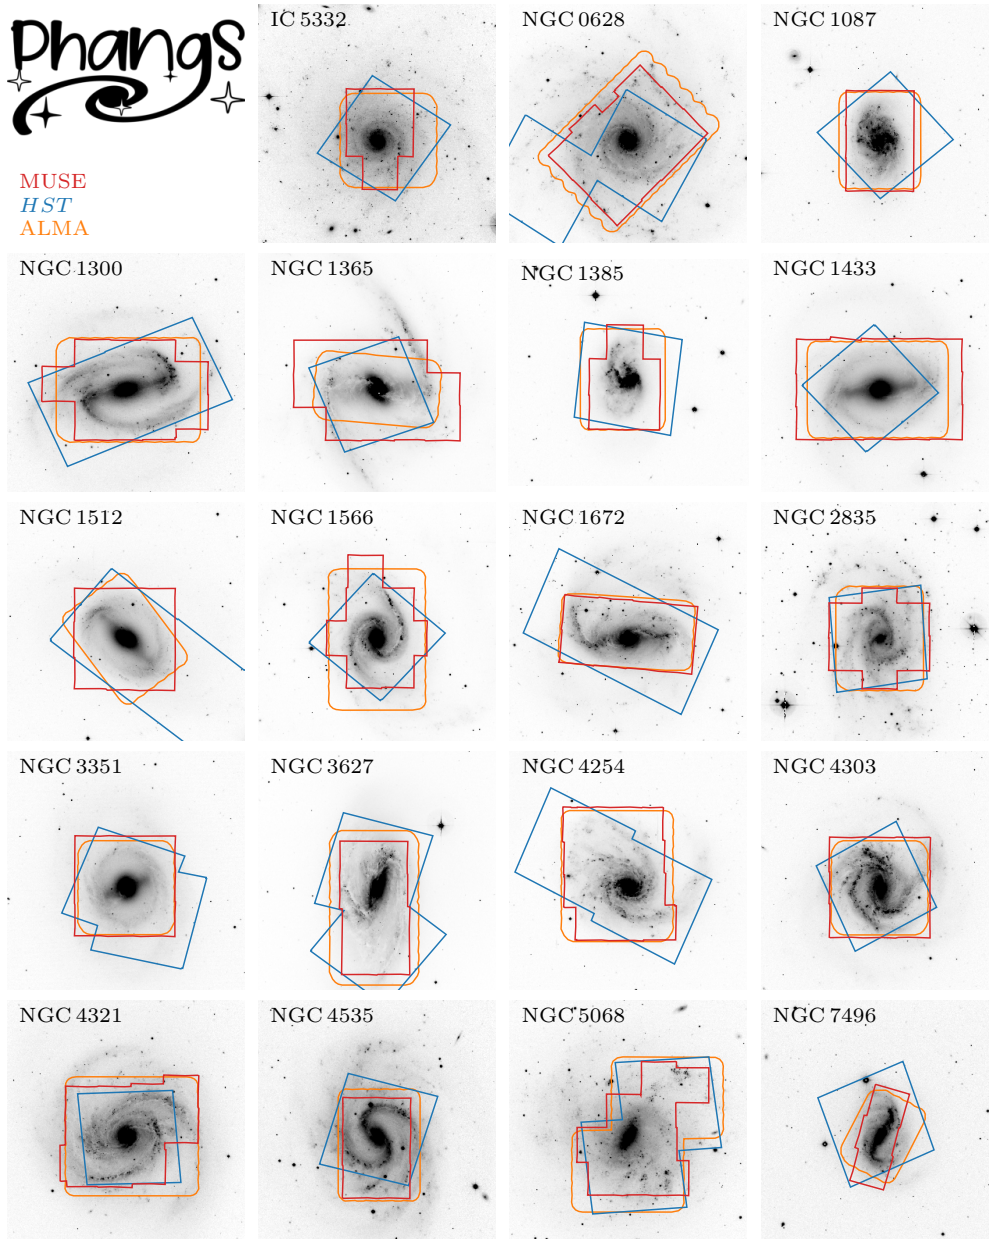 Phangs
MUSE
HST
ALMA
IC 5332
NGC 0628
NGC 1087
NGC 1300
NGC 1365
NGC 1385
NGC 1433
NGC 1512
NGC 1566
NGC 1672
NGC 2835
NGC 3351
NGC 3627
NGC 4254
NGC 4303
NGC 4321
NGC 4535
NGC 5068
NGC 7496